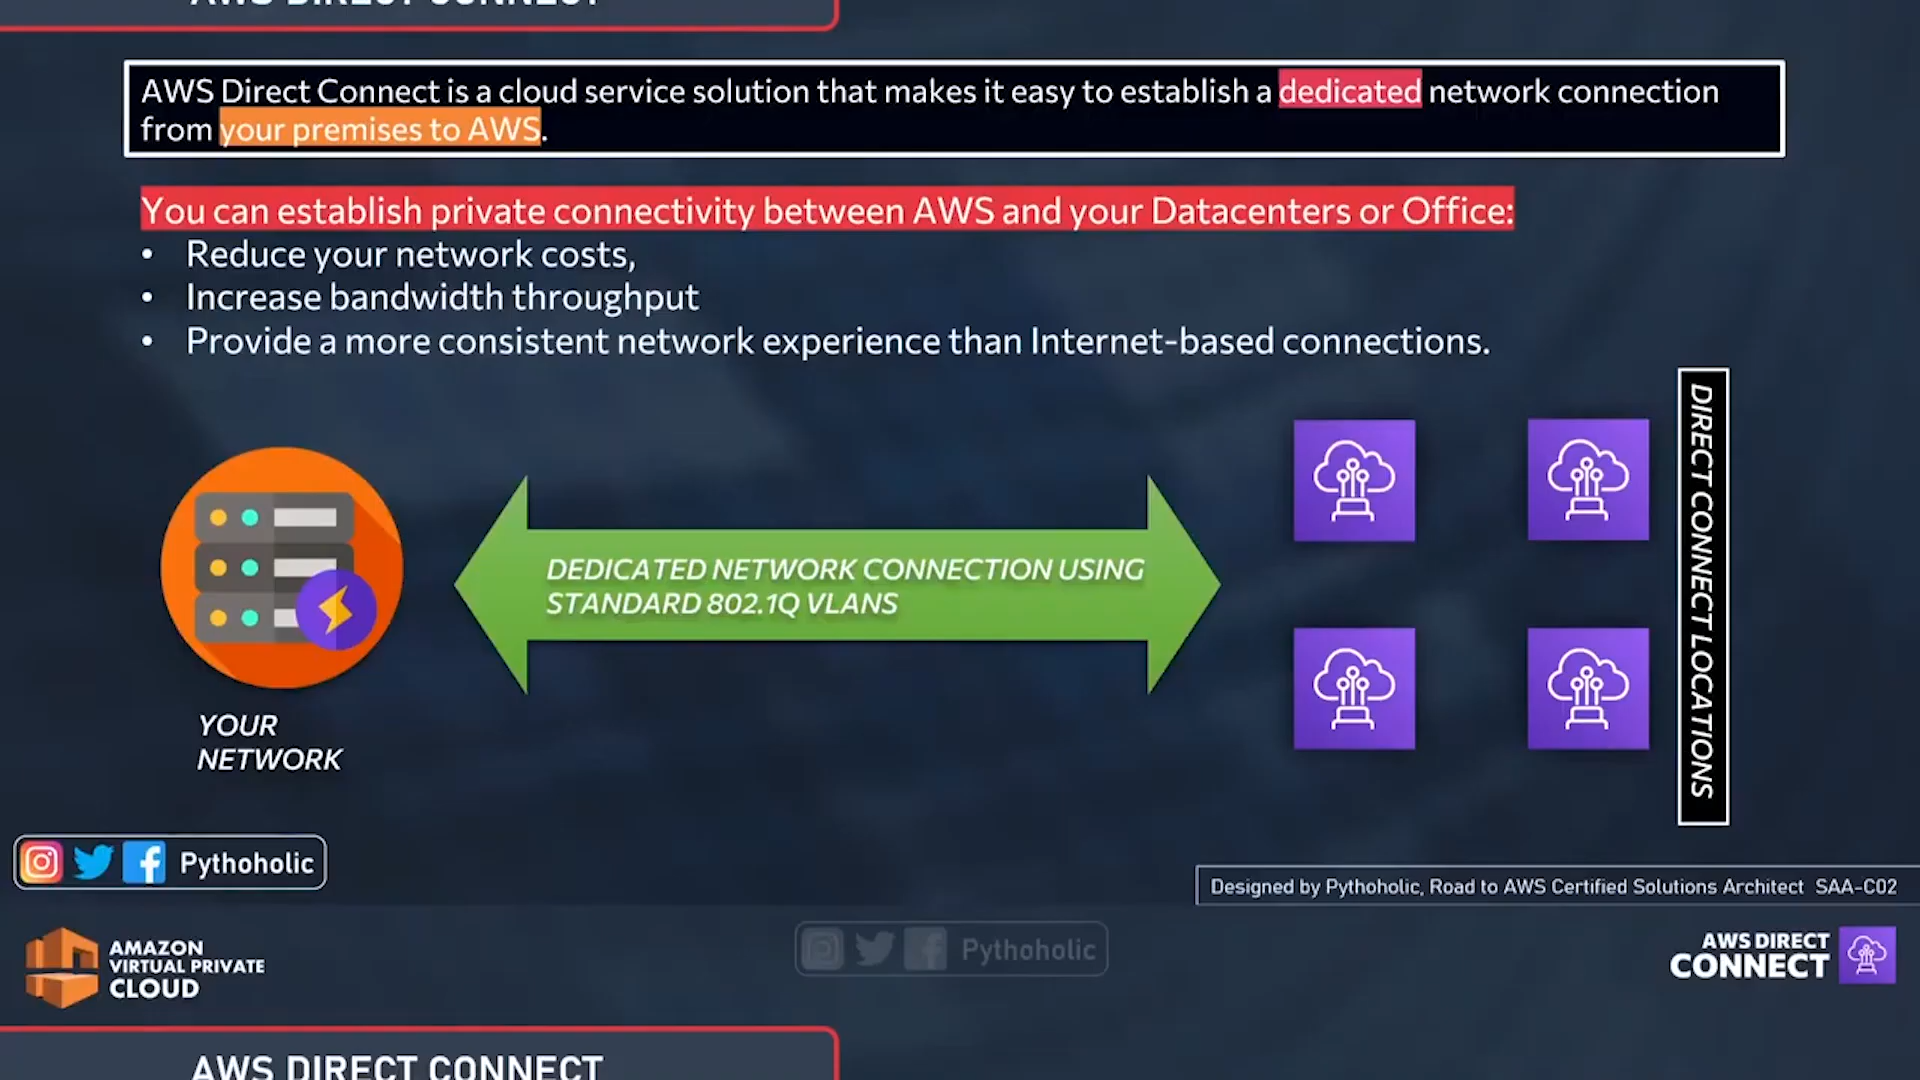 AWS DIRECT CONNECT
AWS Direct Connect is a cloud service solution that makes it easy to establish a dedicated network connection
from your premises to AWS.
You can establish private connectivity between AWS and your Datacenters or Office:
• Reduce your network costs,
• Increase bandwidth throughput
• Provide a more consistent network experience than Internet-based connections.
DEDICATED NETWORK CONNECTION USING
STANDARD 802.1Q VLANS
YOUR
NETWORK
DIRECT CONNECT LOCATIONS
Pythoholic
Designed by Pythoholic, Road to AWS Certified Solutions Architect SAA-C02
AMAZON
VIRTUAL PRIVATE
CLOUD
Pythoholic
AWS DIRECT
CONNECT
AWS DIRECT CONNECT